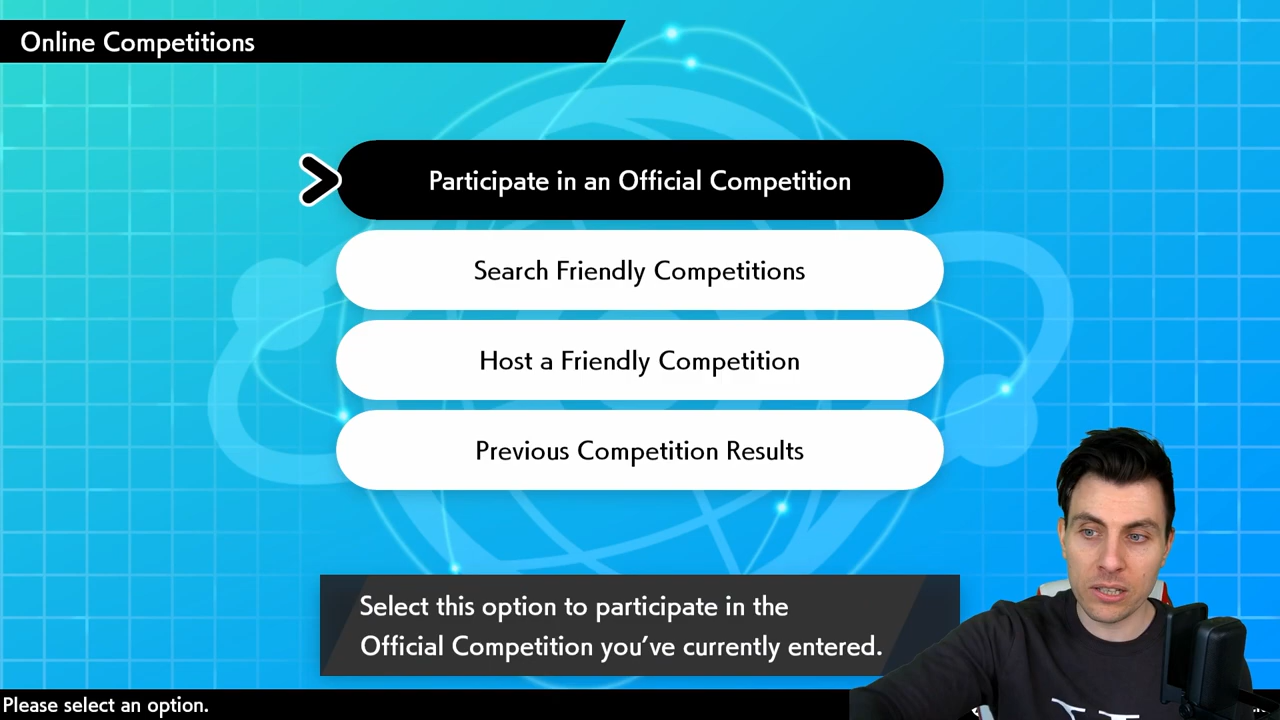 Online Competitions
Participate in an Official Competition
Search Friendly Competitions
Host a Friendly Competition
Previous Competition Results
Select this option to participate in the
Official Competition you've currently entered.
Please select an option.